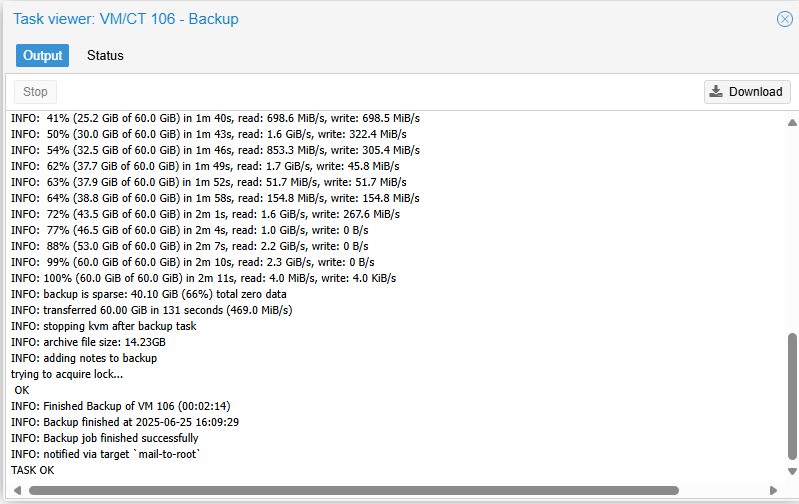 Task viewer: VM/CT 106 - Backup
Output Status
Stop Download
INFO: 41% (25.2 GiB of 60.0 GiB) in 1m 40s, read: 698.6 MiB/s, write: 698.5 MiB/s
INFO: 50% (30.0 GiB of 60.0 GiB) in 1m 43s, read: 1.6 GiB/s, write: 322.4 MiB/s
INFO: 54% (32.5 GiB of 60.0 GiB) in 1m 46s, read: 853.3 MiB/s, write: 305.4 MiB/s
INFO: 62% (37.7 GiB of 60.0 GiB) in 1m 49s, read: 1.7 GiB/s, write: 45.8 MiB/s
INFO: 63% (37.9 GiB of 60.0 GiB) in 1m 52s, read: 51.7 MiB/s, write: 51.7 MiB/s
INFO: 64% (38.8 GiB of 60.0 GiB) in 1m 58s, read: 154.8 MiB/s, write: 154.8 MiB/s
INFO: 72% (43.5 GiB of 60.0 GiB) in 2m 1s, read: 1.6 GiB/s, write: 267.6 MiB/s
INFO: 77% (46.5 GiB of 60.0 GiB) in 2m 4s, read: 1.0 GiB/s, write: 0 B/s
INFO: 88% (53.0 GiB of 60.0 GiB) in 2m 7s, read: 2.2 GiB/s, write: 0 B/s
INFO: 99% (60.0 GiB of 60.0 GiB) in 2m 10s, read: 2.3 GiB/s, write: 0 B/s
INFO: 100% (60.0 GiB of 60.0 GiB) in 2m 11s, read: 4.0 MiB/s, write: 4.0 KiB/s
INFO: backup is sparse: 40.10 GiB (66%) total zero data
INFO: transferred 60.00 GiB in 131 seconds (469.0 MiB/s)
INFO: stopping kvm after backup task
INFO: archive file size: 14.23GB
INFO: adding notes to backup
trying to acquire lock...
OK
INFO: Finished Backup of VM 106 (00:02:14)
INFO: Backup finished at 2025-06-25 16:09:29
INFO: Backup job finished successfully
INFO: notified via target `mail-to-root`
TASK OK